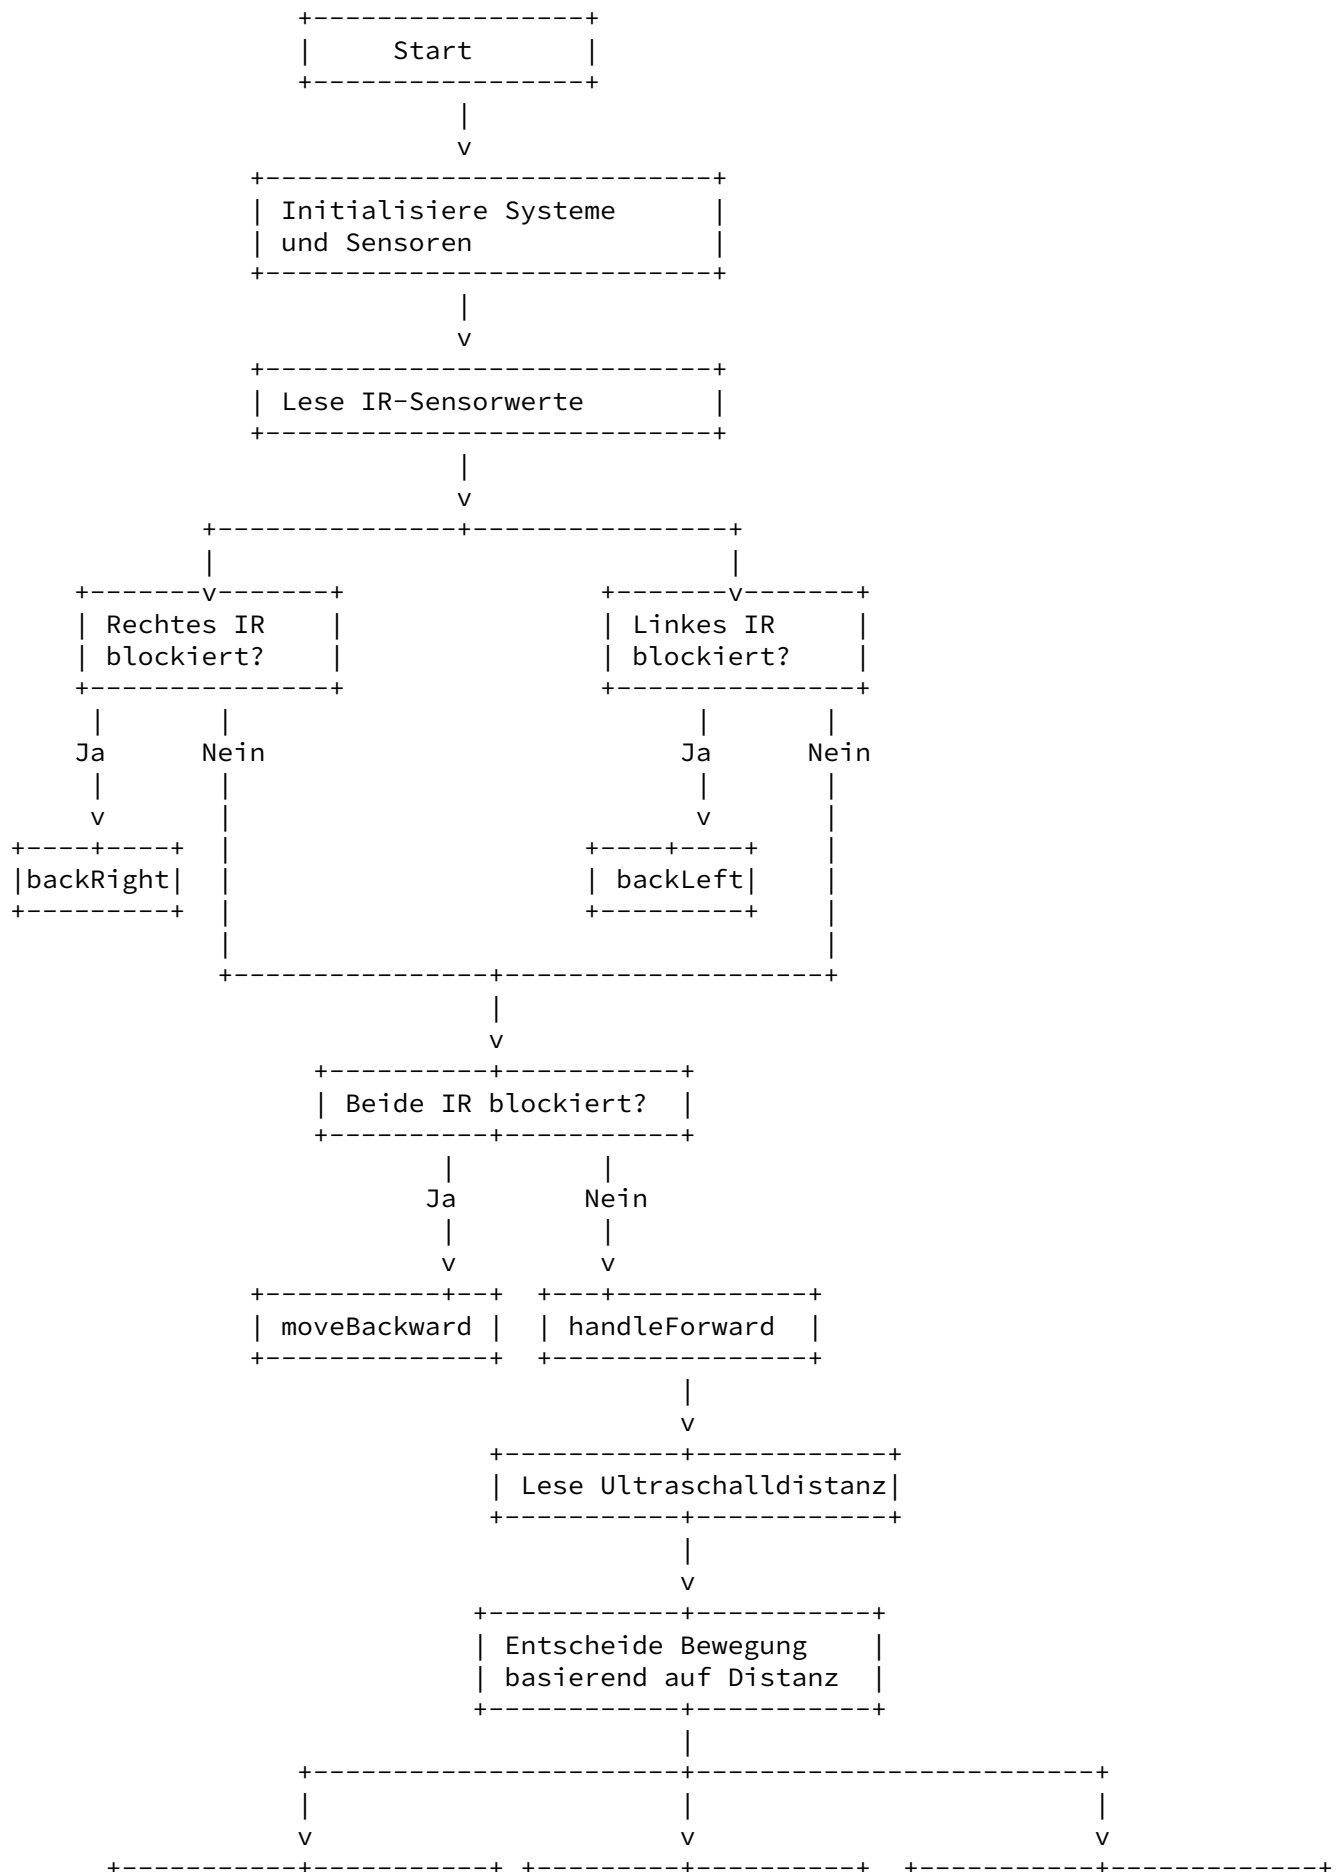 Start
Initialisiere Systeme
und Sensoren
Lese IR-Sensorwerte
Rechtes IR
blockiert?
Linkes IR
blockiert?
Ja
Nein
Ja
Nein
backRight
backLeft
Beide IR blockiert?
Ja
Nein
moveBackward
handleForward
Lese Ultraschalldistanz
Entscheide Bewegung
basierend auf Distanz